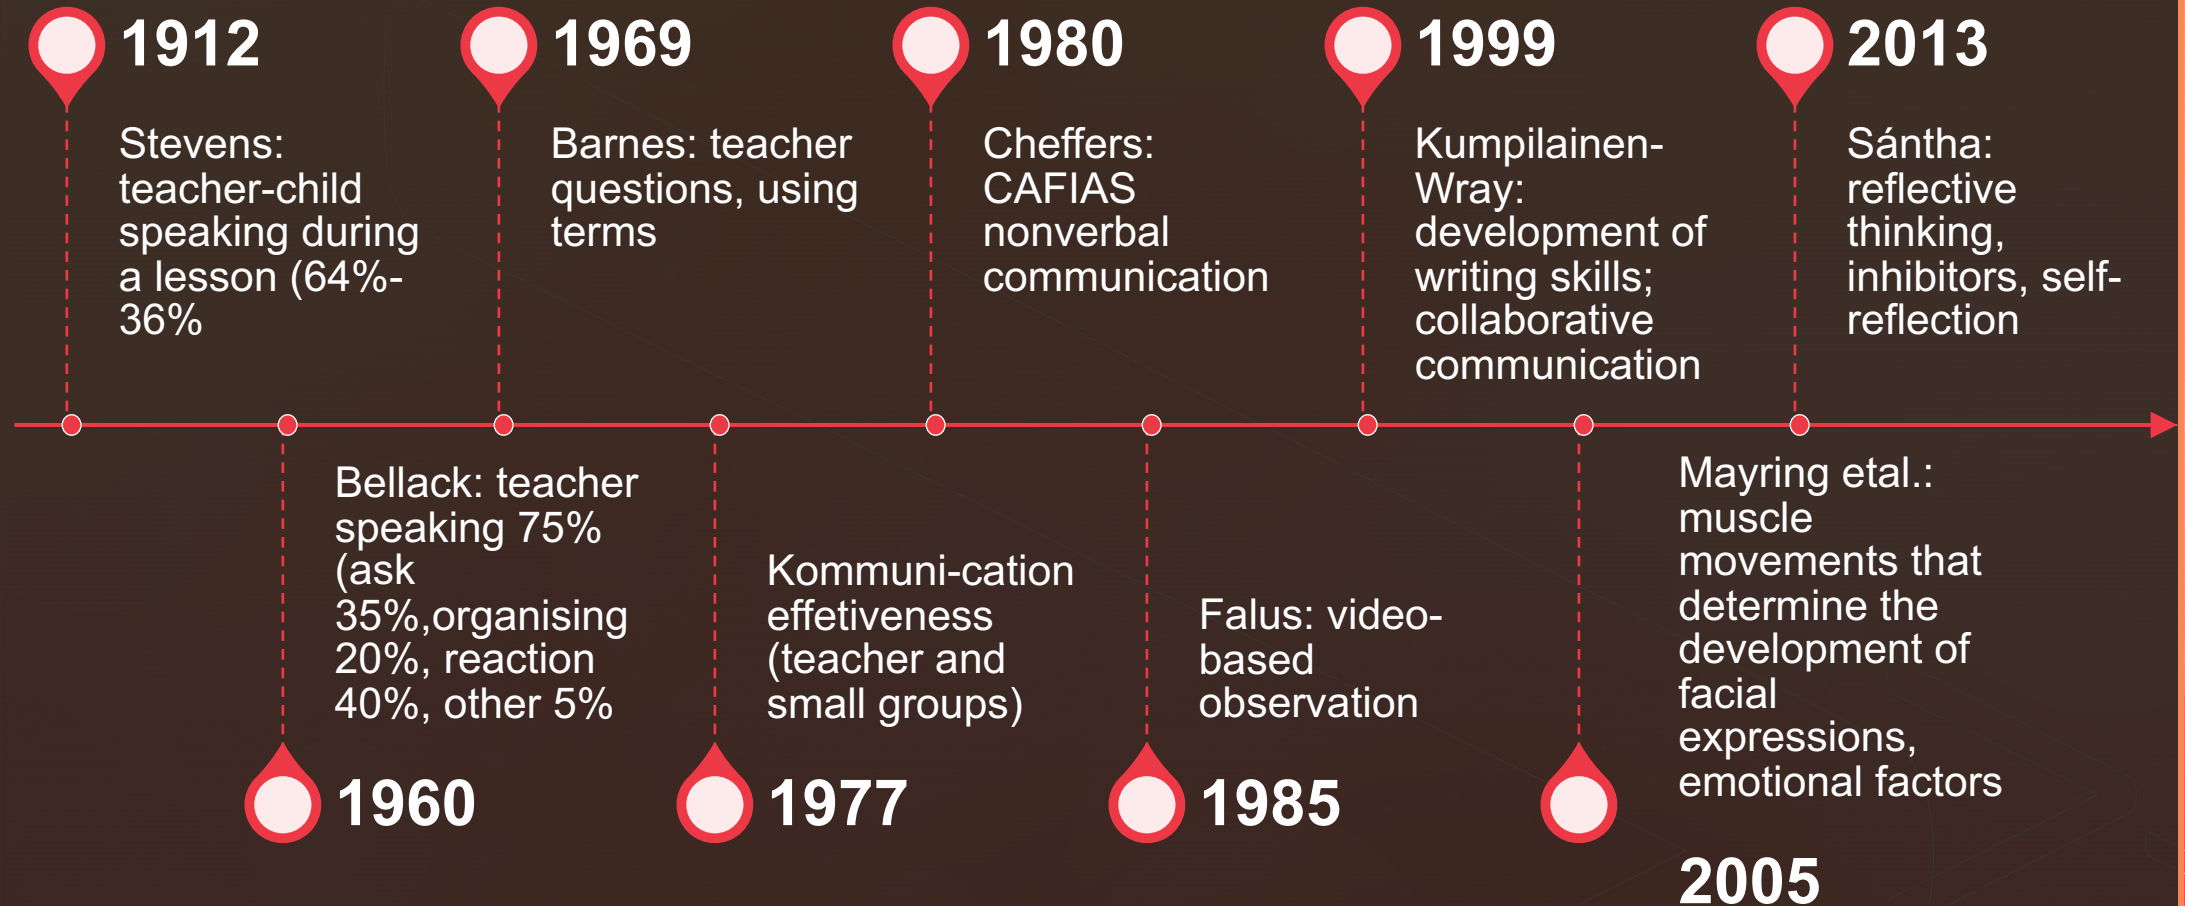 1912
Stevens:
teacher-child
speaking during
a lesson (64%-
36%
1960
Bellack: teacher
speaking 75%
(ask
35%,organising
20%, reaction
40%, other 5%
1969
Barnes: teacher
questions, using
terms
1977
Kommuni-cation
effetiveness
(teacher and
small groups)
1980
Cheffers:
CAFIAS
nonverbal
communication
1985
Falus: video-
based
observation
1999
Kumpilainen-
Wray:
development of
writing skills;
collaborative
communication
2005
Mayring etal.:
muscle
movements that
determine the
development of
facial
expressions,
emotional factors
2013
Sántha:
reflective
thinking,
inhibitors, self-
reflection